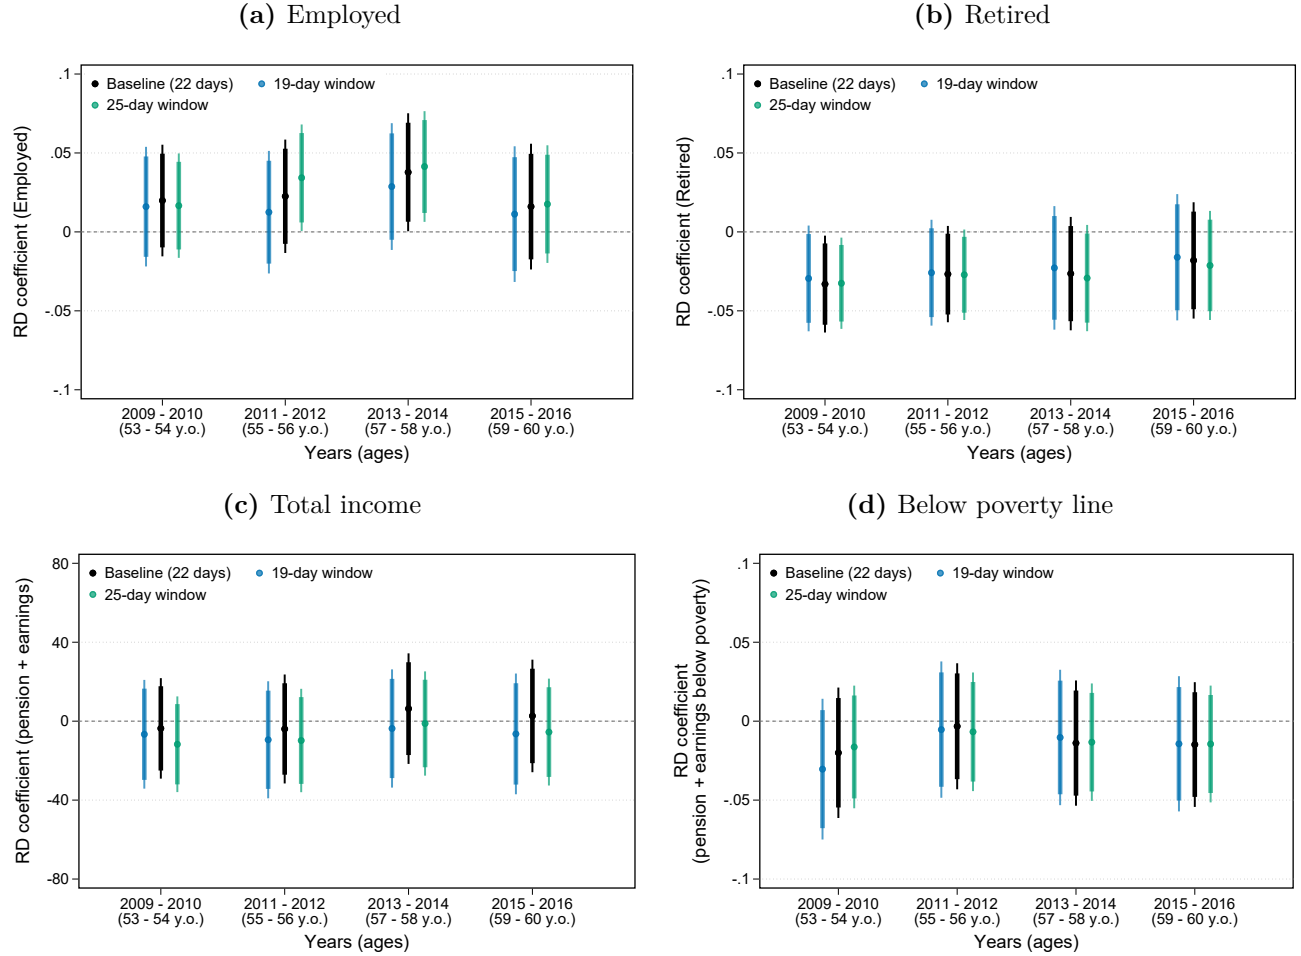 (a) Employed
RD coefficient (Employed)
.1
.05
0
-.05
-.1
Baseline (22 days)
19-day window
25-day window
2009 - 2010
(53 - 54 y.o.)
2011 - 2012
(55 - 56 y.o.)
2013 - 2014
(57 - 58 y.o.)
2015 - 2016
(59 - 60 y.o.)
Years (ages)
(b) Retired
RD coefficient (Retired)
.1
.05
0
-.05
-.1
Baseline (22 days)
19-day window
25-day window
2009 - 2010
(53 - 54 y.o.)
2011 - 2012
(55 - 56 y.o.)
2013 - 2014
(57 - 58 y.o.)
2015 - 2016
(59 - 60 y.o.)
Years (ages)
(c) Total income
RD coefficient (pension + earnings)
80
40
0
-40
-80
Baseline (22 days)
19-day window
25-day window
2009 - 2010
(53 - 54 y.o.)
2011 - 2012
(55 - 56 y.o.)
2013 - 2014
(57 - 58 y.o.)
2015 - 2016
(59 - 60 y.o.)
Years (ages)
(d) Below poverty line
RD coefficient
(pension + earnings below poverty)
.1
.05
0
-.05
-.1
Baseline (22 days)
19-day window
25-day window
2009 - 2010
(53 - 54 y.o.)
2011 - 2012
(55 - 56 y.o.)
2013 - 2014
(57 - 58 y.o.)
2015 - 2016
(59 - 60 y.o.)
Years (ages)